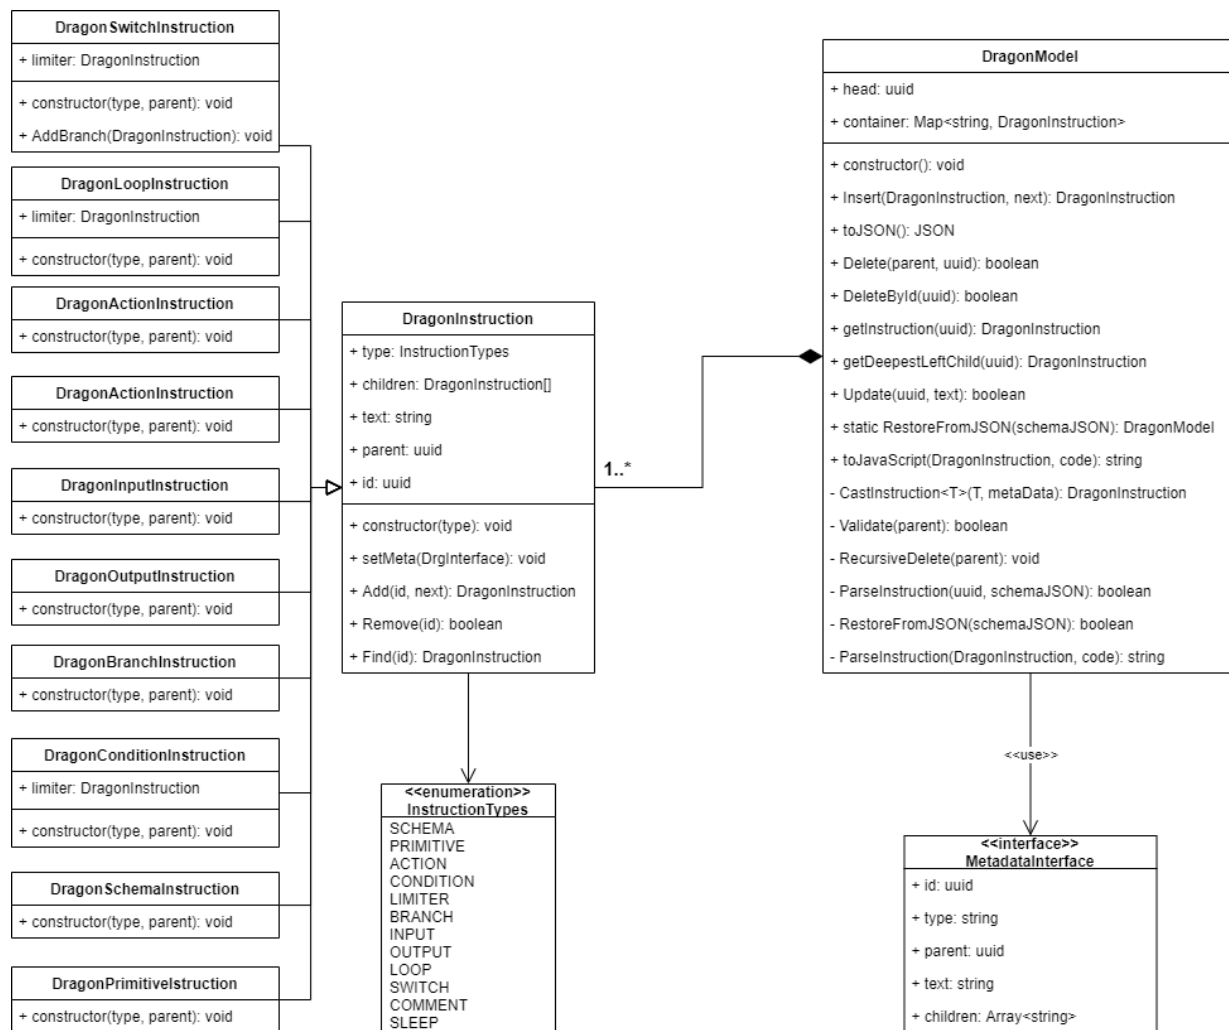 DragonSwitchInstruction
+ limiter: DragonInstruction
+ constructor(type, parent): void
+ AddBranch(DragonInstruction): void
DragonLoopInstruction
+ limiter: DragonInstruction
+ constructor(type, parent): void
DragonActionInstruction
+ constructor(type, parent): void
DragonActionInstruction
+ constructor(type, parent): void
DragonInputInstruction
+ constructor(type, parent): void
DragonOutputInstruction
+ constructor(type, parent): void
DragonBranchInstruction
+ constructor(type, parent): void
DragonConditionInstruction
+ limiter: DragonInstruction
+ constructor(type, parent): void
DragonSchemaInstruction
+ constructor(type, parent): void
DragonPrimitiveIstruction
+ constructor(type, parent): void
DragonInstruction
+ type: InstructionTypes
+ children: DragonInstruction[]
+ text: string
+ parent: uuid
+ id: uuid
+ constructor(type): void
+ setMeta(DrgInterface): void
+ Add(id, next): DragonInstruction
+ Remove(id): boolean
+ Find(id): DragonInstruction
1..*
<<enumeration>>
InstructionTypes
SCHEMA
PRIMITIVE
ACTION
CONDITION
LIMITER
BRANCH
INPUT
OUTPUT
LOOP
SWITCH
COMMENT
SLEEP
DragonModel
+ head: uuid
+ container: Map<string, DragonInstruction>
+ constructor(): void
+ Insert(DragonInstruction, next): DragonInstruction
+ toJSON(): JSON
+ Delete(parent, uuid): boolean
+ DeleteById(uuid): boolean
+ getInstruction(uuid): DragonInstruction
+ getDeepestLeftChild(uuid): DragonInstruction
+ Update(uuid, text): boolean
+ static RestoreFromJSON(schemaJSON): DragonModel
+ toJavaScript(DragonInstruction, code): string
- CastInstruction<T>(T, metaData): DragonInstruction
- Validate(parent): boolean
- RecursiveDelete(parent): void
- ParseInstruction(uuid, schemaJSON): boolean
- RestoreFromJSON(schemaJSON): boolean
- ParseInstruction(DragonInstruction, code): string
<<use>>
<<interface>>
MetadataInterface
+ id: uuid
+ type: string
+ parent: uuid
+ text: string
+ children: Array<string>